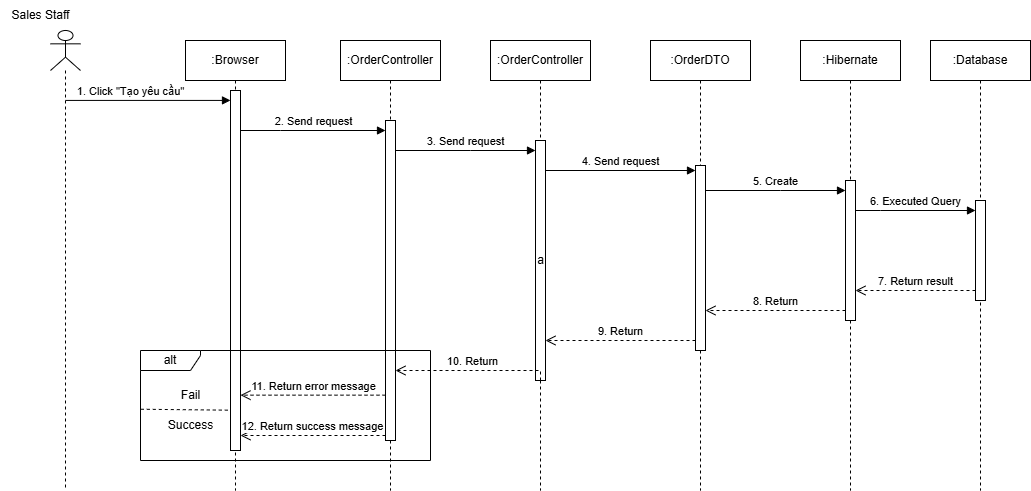 Sales Staff
:Browser
:OrderController
:OrderController
:OrderDTO
:Hibernate
:Database
1. Click "Tạo yêu cầu"
2. Send request
3. Send request
4. Send request
5. Create
6. Executed Query
a
7. Return result
8. Return
9. Return
alt
10. Return
Fail
11. Return error message
Success
12. Return success message